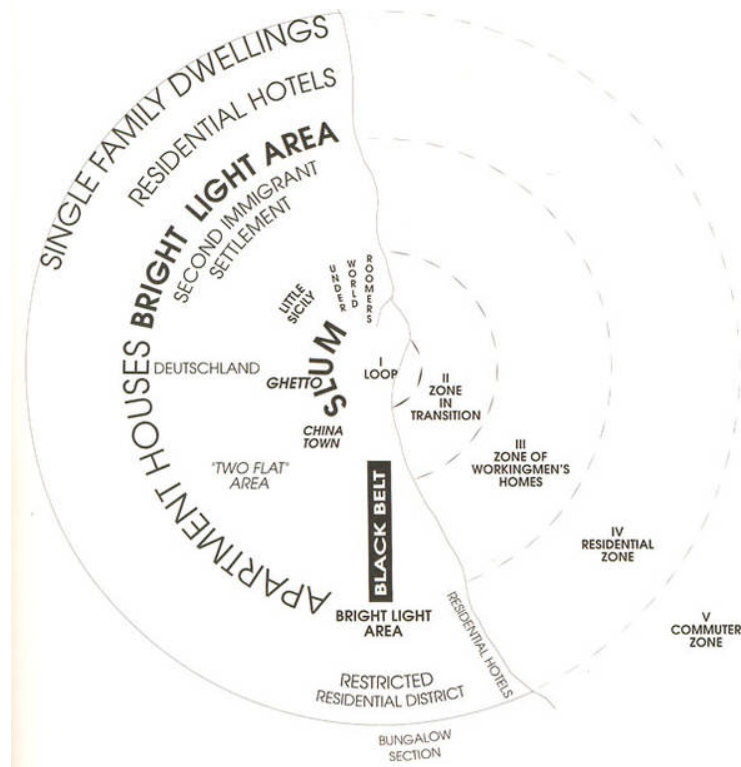 SINGLE FAMILY DWELLINGS
RESIDENTIAL HOTELS
BRIGHT LIGHT AREA
SECOND IMMIGRANT
SETTLEMENT
LITTLE
SICILY
UNDER
WORLD
ROOMERS
APARTMENT HOUSES
DEUTSCHLAND
GHETTO
SLUM
I
LOOP
II
ZONE
IN
TRANSITION
CHINA
TOWN
"TWO FLAT"
AREA
III
ZONE OF
WORKINGMEN'S
HOMES
BLACK BELT
IV
RESIDENTIAL
ZONE
BRIGHT LIGHT
AREA
RESIDENTIAL HOTELS
V
COMMUTER
ZONE
RESTRICTED
RESIDENTIAL DISTRICT
BUNGALOW
SECTION